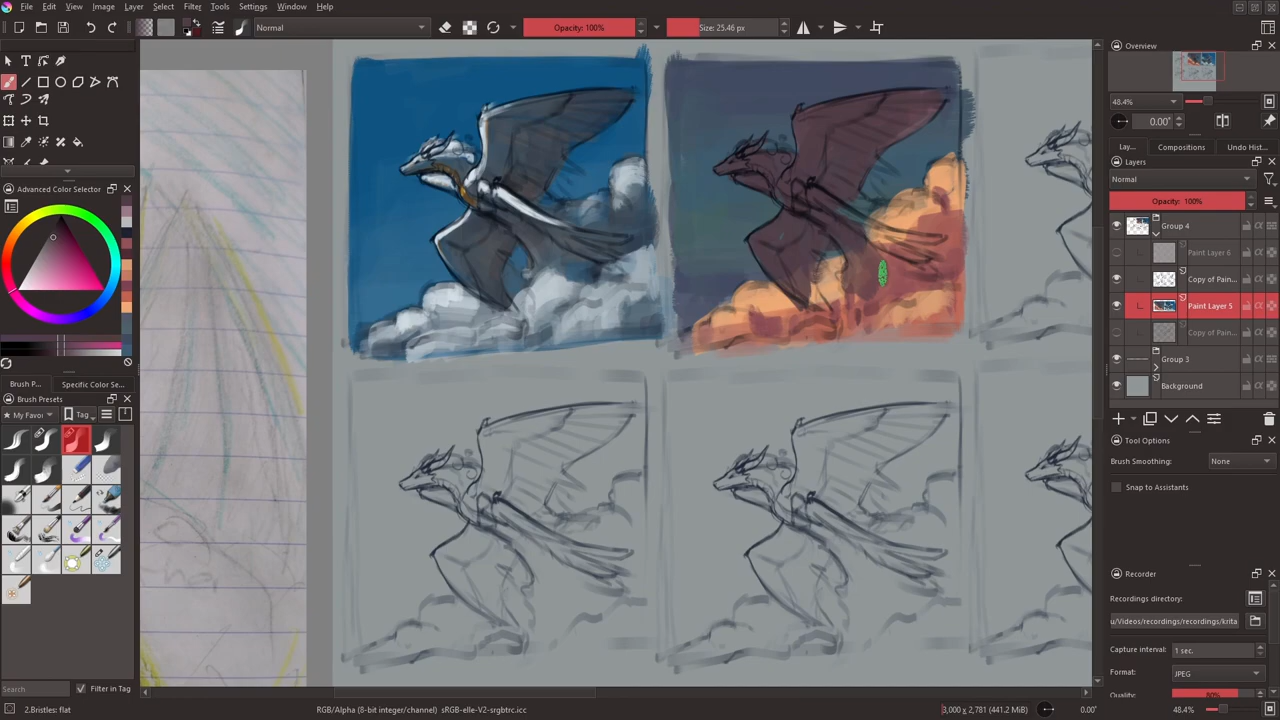 File Edit View Image Layer Select Filter Tools Settings Window Help
Normal
Opacity: 100%
Size: 25.46 px
Advanced Color Selector
Brush P...
Specific Color Se...
Brush Presets
My Favo
Tag
Search
Filter in Tag
2.Bristles: flat
RGB/Alpha (8-bit integer/channel) sRGB-elle-V2-srgbtrc.icc
3,000 x 2,781 (441.2 MiB)
0.00°
48.4%
Overview
48.4%
0.00°
Lay...
Compositions
Undo Hist...
Layers
Normal
Opacity: 100%
Group 4
Paint Layer 6
Copy of Pain...
Paint Layer 5
Copy of Pain...
Group 3
Background
Tool Options
Brush Smoothing:
None
Snap to Assistants
Recorder
Recordings directory:
u/Videos/recordings/recordings/krita
Capture interval:
1 sec.
Format:
JPEG
Quality:
80%